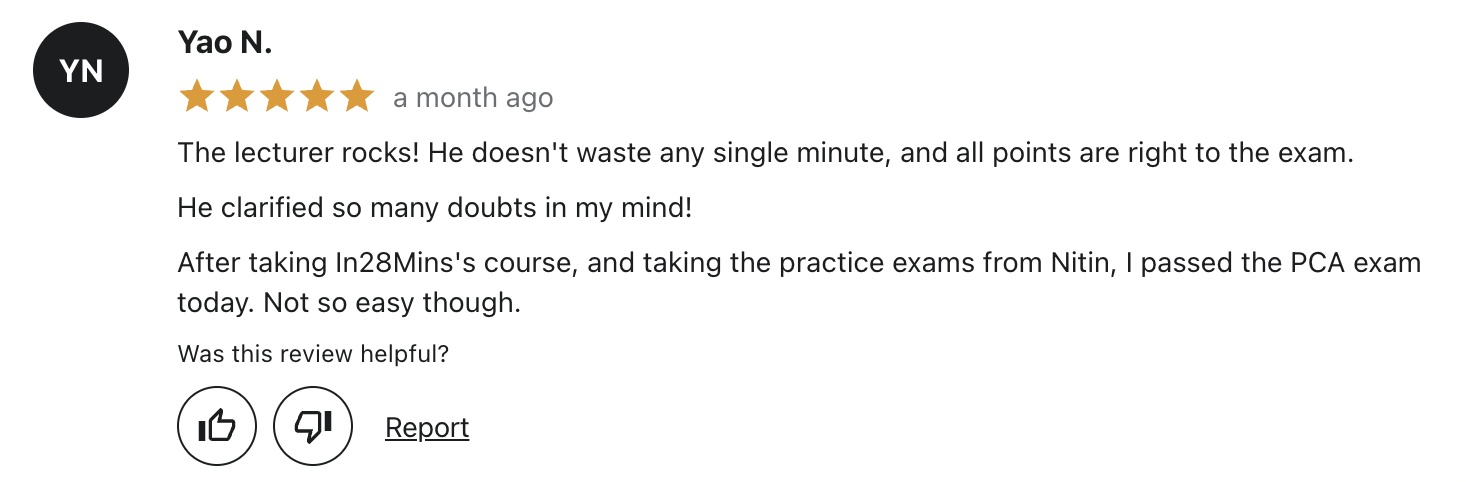 YN
Yao N.
a month ago
The lecturer rocks! He doesn't waste any single minute, and all points are right to the exam.
He clarified so many doubts in my mind!
After taking In28Mins's course, and taking the practice exams from Nitin, I passed the PCA exam
today. Not so easy though.
Was this review helpful?
Report